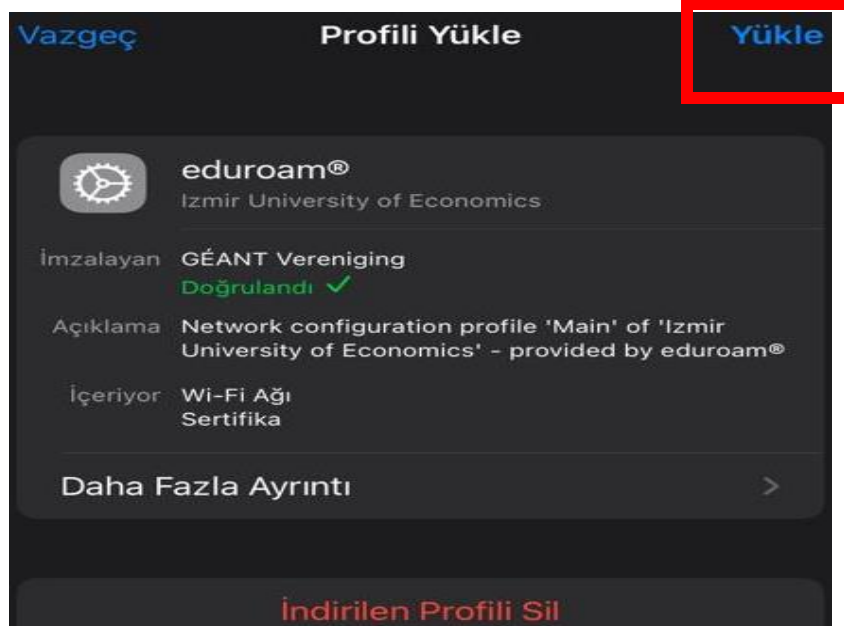 Vazgeç Profili Yükle Yükle
eduroam®
Izmir University of Economics
İmzalayan GÉANT Vereniging
Doğrulandı ✓
Açıklama Network configuration profile 'Main' of 'Izmir
University of Economics' - provided by eduroam®
İçeriyor Wi-Fi Ağı
Sertifika
Daha Fazla Ayrıntı >
İndirilen Profili Sil